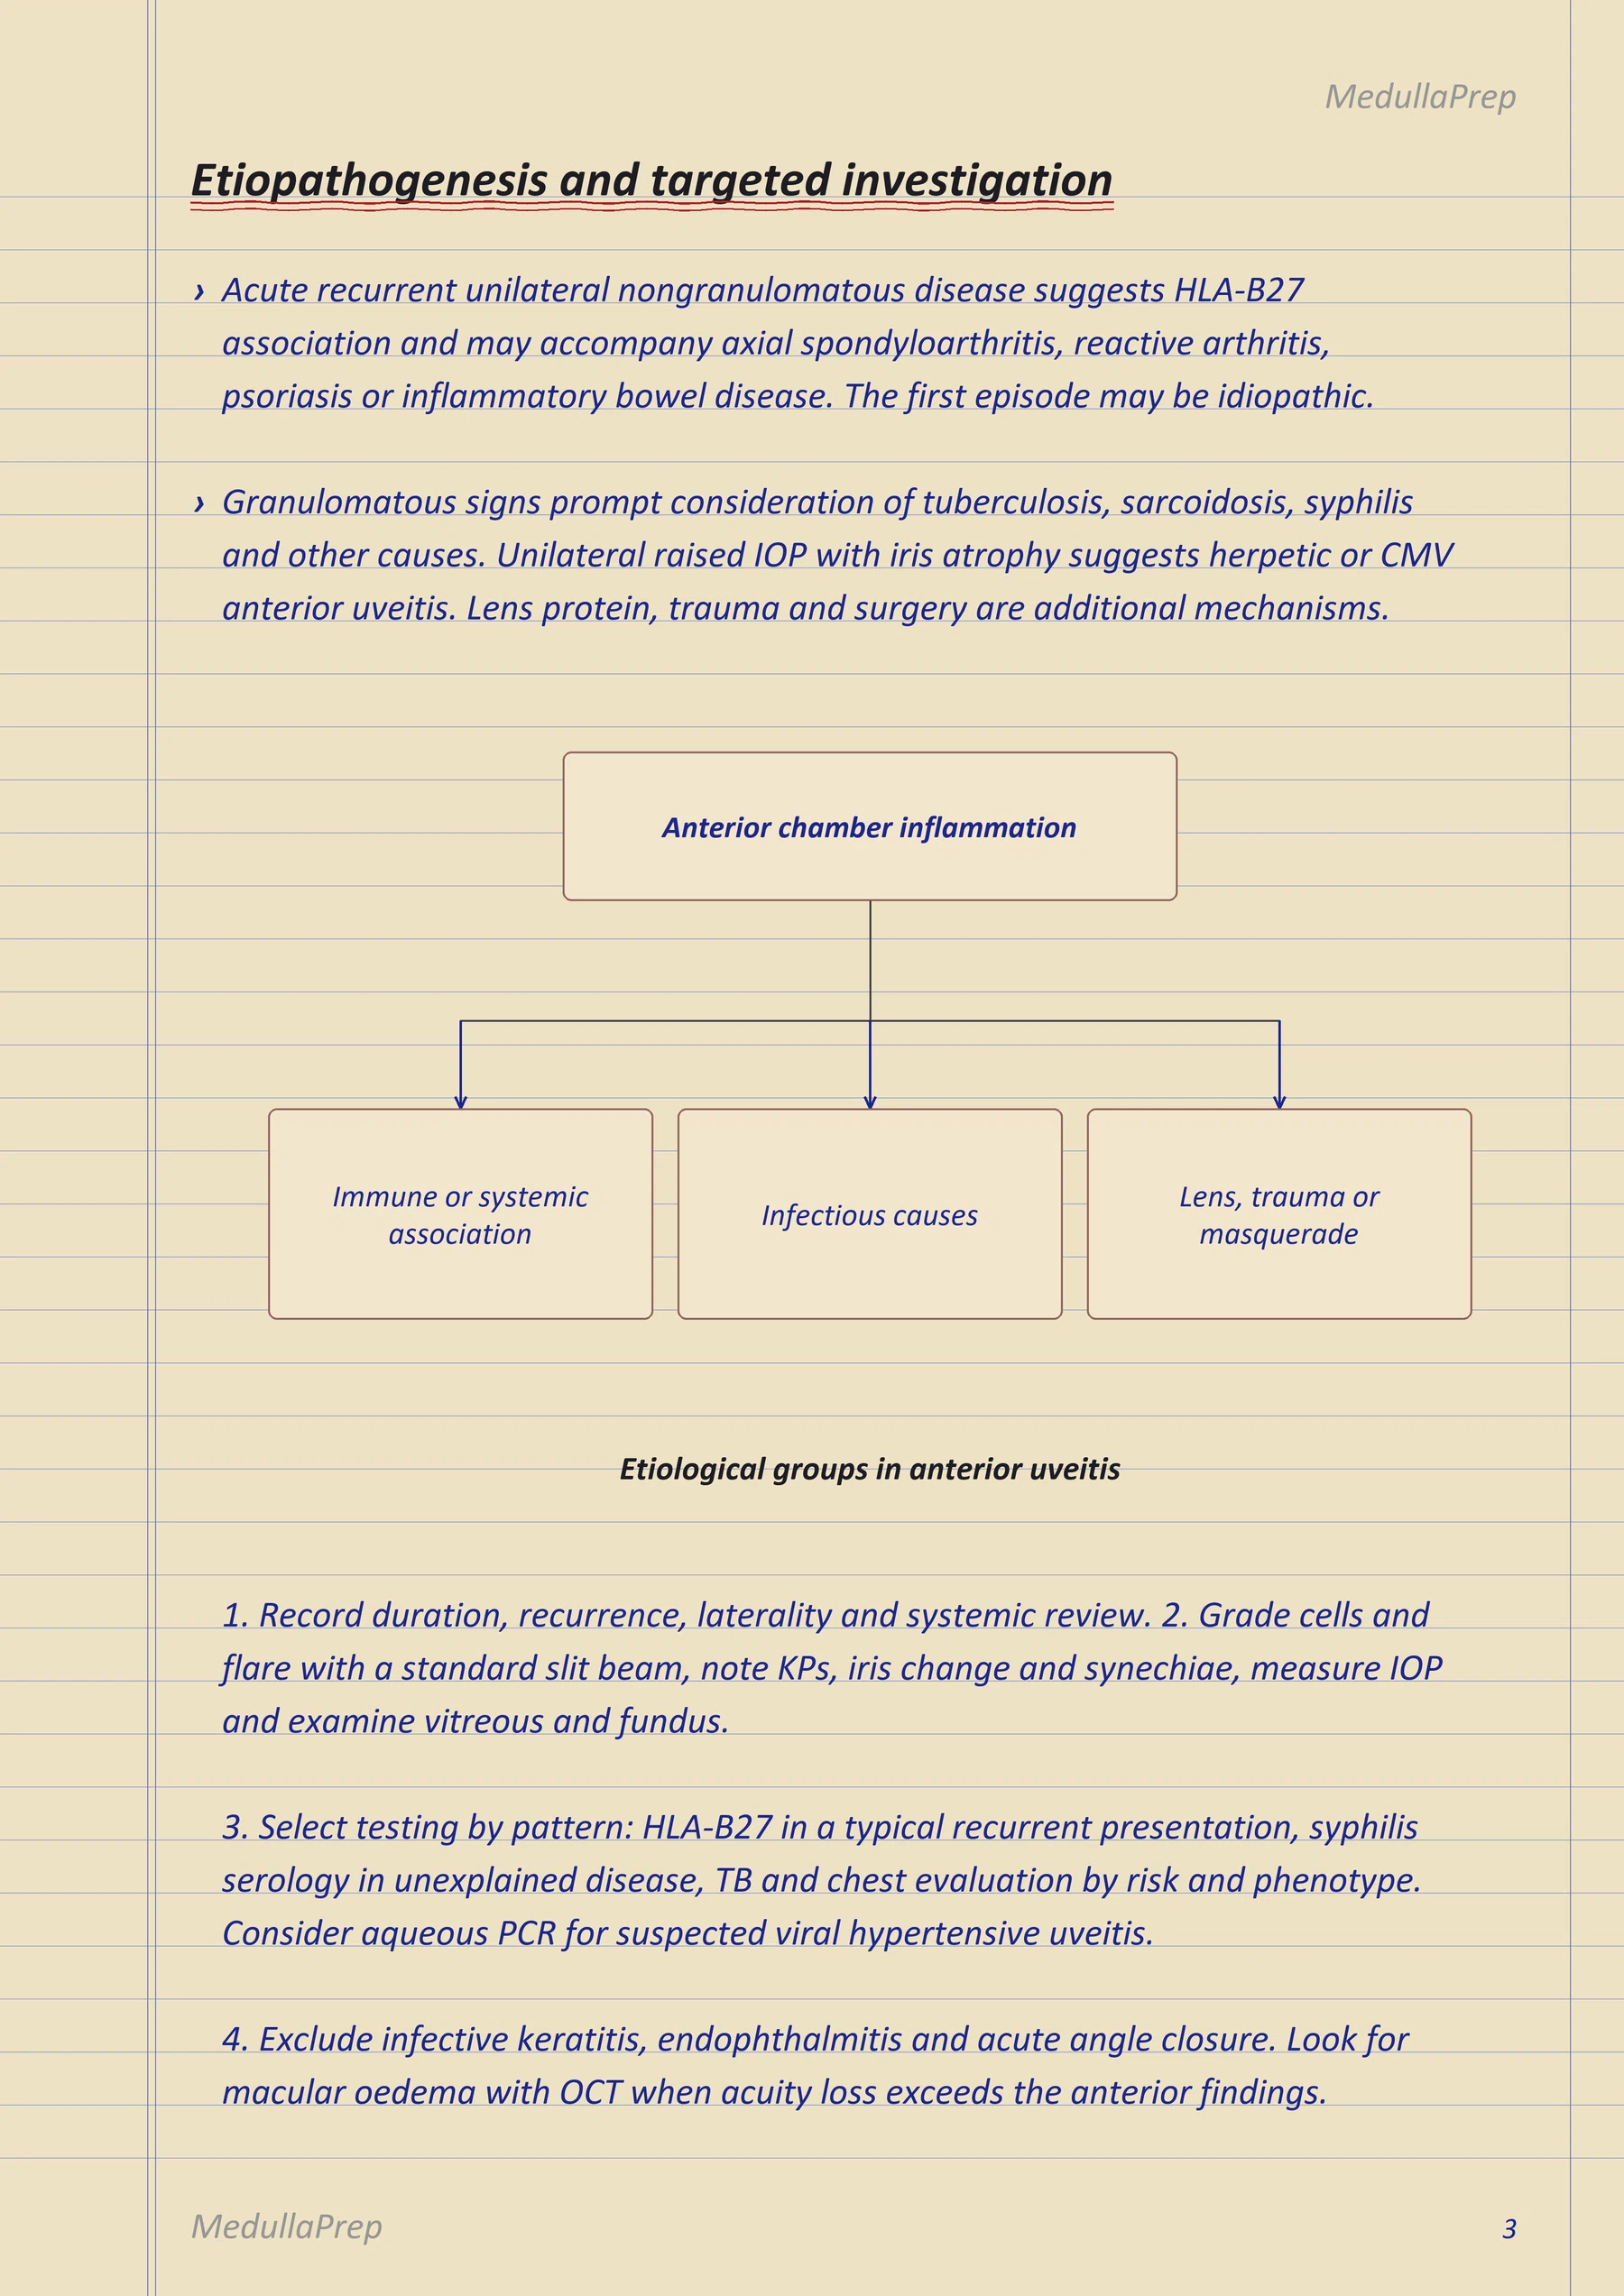 MedullaPrep
Etiopathogenesis and targeted investigation
› Acute recurrent unilateral nongranulomatous disease suggests HLA-B27
association and may accompany axial spondyloarthritis, reactive arthritis,
psoriasis or inflammatory bowel disease. The first episode may be idiopathic.
› Granulomatous signs prompt consideration of tuberculosis, sarcoidosis, syphilis
and other causes. Unilateral raised IOP with iris atrophy suggests herpetic or CMV
anterior uveitis. Lens protein, trauma and surgery are additional mechanisms.
Anterior chamber inflammation
Immune or systemic
association
Infectious causes
Lens, trauma or
masquerade
Etiological groups in anterior uveitis
1. Record duration, recurrence, laterality and systemic review. 2. Grade cells and
flare with a standard slit beam, note KPs, iris change and synechiae, measure IOP
and examine vitreous and fundus.
3. Select testing by pattern: HLA-B27 in a typical recurrent presentation, syphilis
serology in unexplained disease, TB and chest evaluation by risk and phenotype.
Consider aqueous PCR for suspected viral hypertensive uveitis.
4. Exclude infective keratitis, endophthalmitis and acute angle closure. Look for
macular oedema with OCT when acuity loss exceeds the anterior findings.
MedullaPrep
3